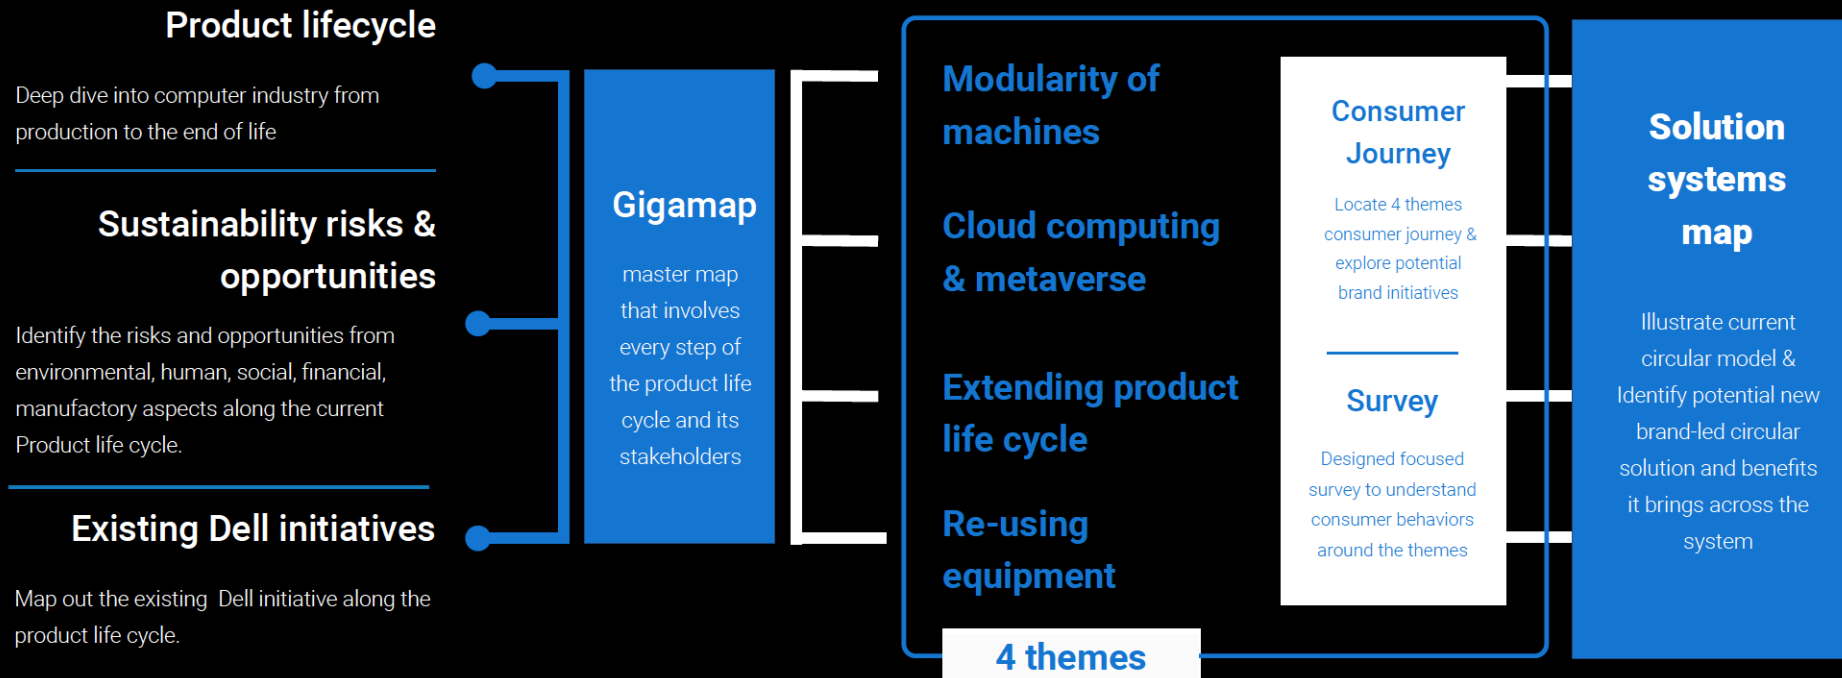 Product lifecycle
Deep dive into computer industry from
production to the end of life
Sustainability risks &
opportunities
Identify the risks and opportunities from
environmental, human, social, financial,
manufactory aspects along the current
Product life cycle.
Existing Dell initiatives
Map out the existing  Dell initiative along the
product life cycle.
Gigamap
master map
that involves
every step of
the product life
cycle and its
stakeholders
Modularity of
machines
Cloud computing
& metaverse
Extending product
life cycle
Re-using
equipment
4 themes
Consumer
Journey
Locate 4 themes
consumer journey &
explore potential
brand initiatives
Survey
Designed focused
survey to understand
consumer behaviors
around the themes
Solution
systems
map
Illustrate current
circular model &
Identify potential new
brand-led circular
solution and benefits
it brings across the
system